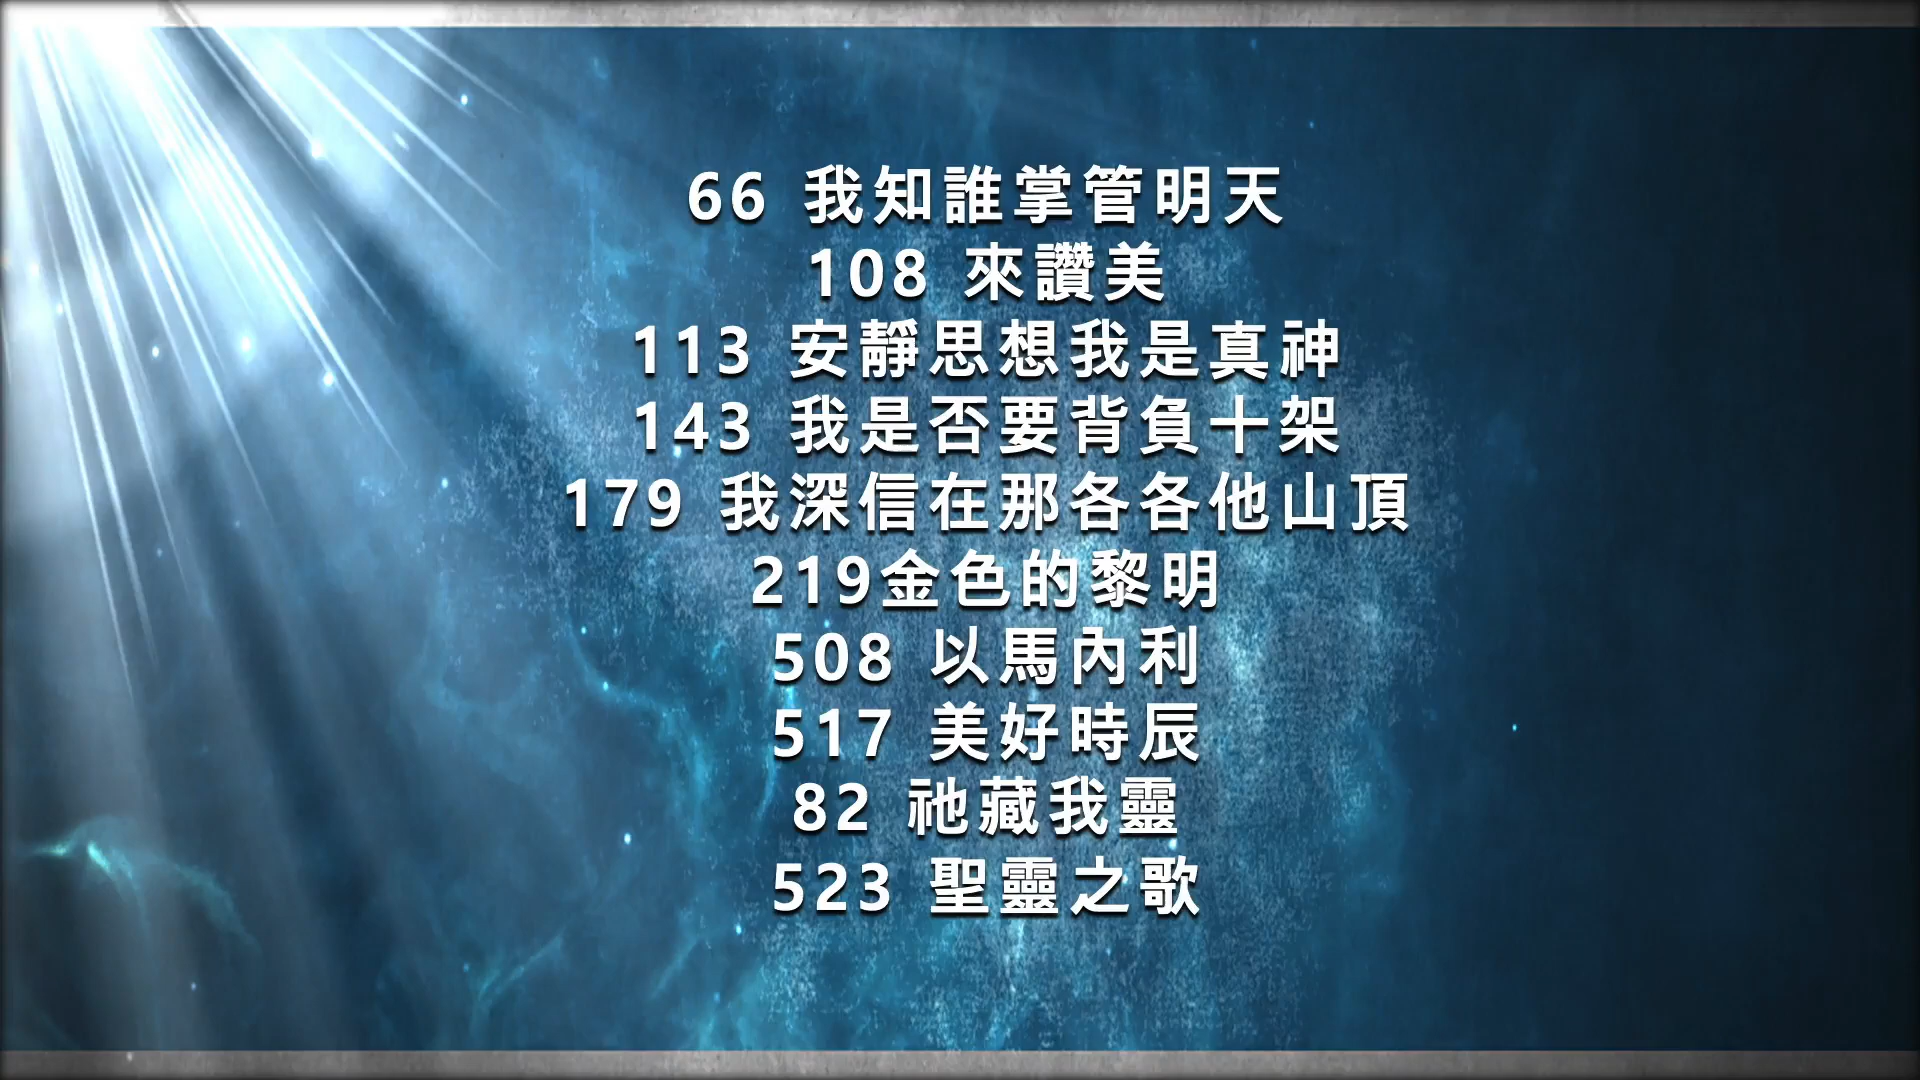 66 我知誰掌管明天
108 來讚美
113 安靜思想我是真神
143 我是否要背負十架
179 我深信在那各各他山頂
219金色的黎明
508 以馬內利
517 美好時辰
82 祂藏我靈
523 聖靈之歌